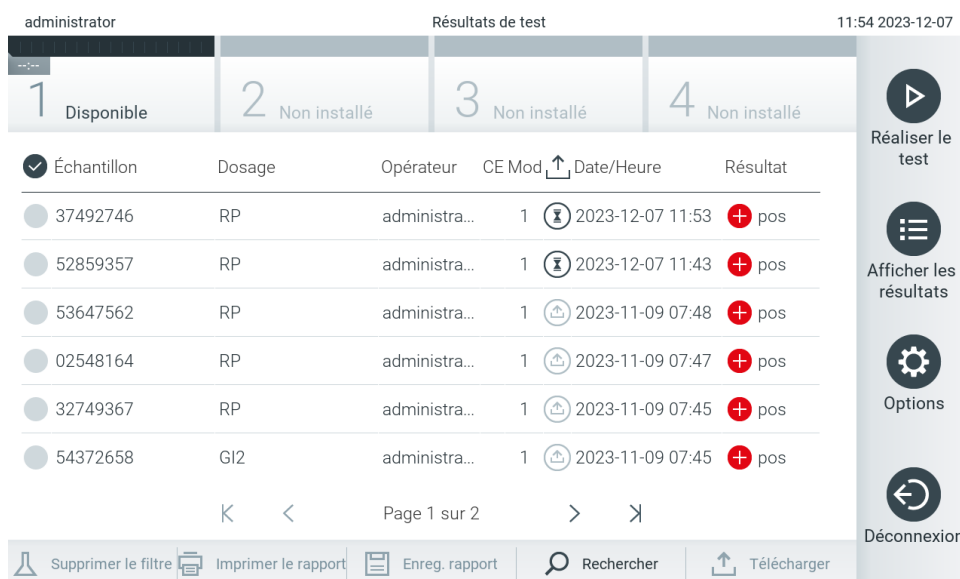 administrator Résultats de test 11:54 2023-12-07
--:--
1 Disponible 2 Non installé 3 Non installé 4 Non installé
Réaliser le
test
Échantillon Dosage Opérateur CE Mod Date/Heure Résultat
37492746 RP administra... 1 2023-12-07 11:53 pos
52859357 RP administra... 1 2023-12-07 11:43 pos
53647562 RP administra... 1 2023-11-09 07:48 pos
02548164 RP administra... 1 2023-11-09 07:47 pos
32749367 RP administra... 1 2023-11-09 07:45 pos
54372658 GI2 administra... 1 2023-11-09 07:45 pos
Afficher les
résultats
Options
Page 1 sur 2
Déconnexion
Supprimer le filtre Imprimer le rapport Enreg. rapport Rechercher Télécharger